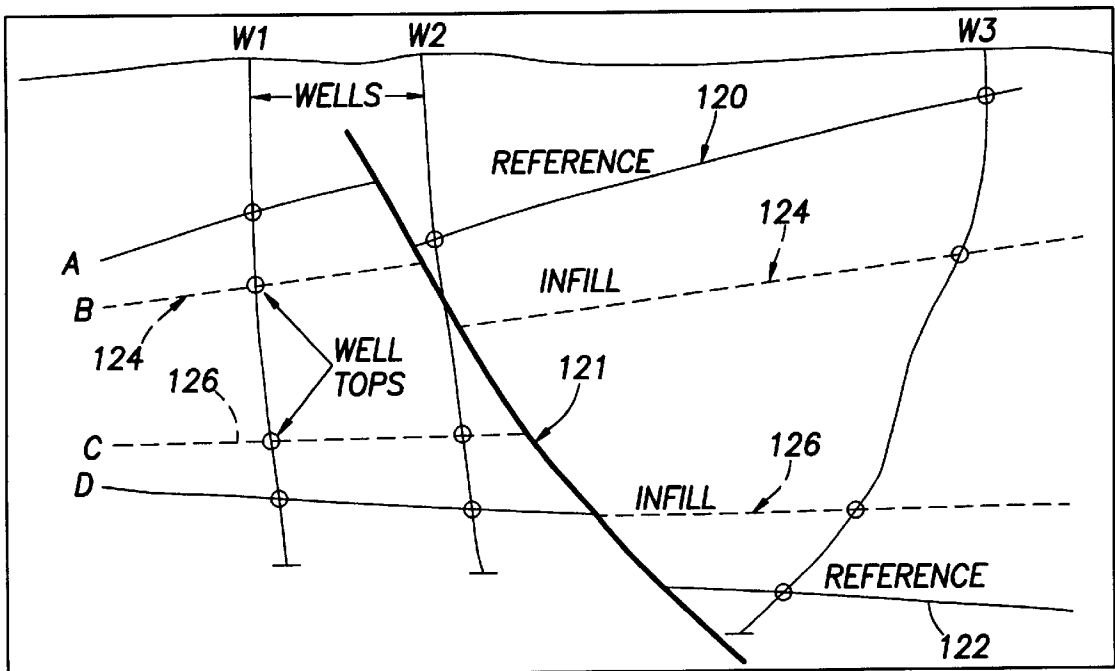 W1
W2
W3
WELLS
120
REFERENCE
124
A
INFILL
B
124
WELL
TOPS
121
126
C
126
D
INFILL
REFERENCE
122